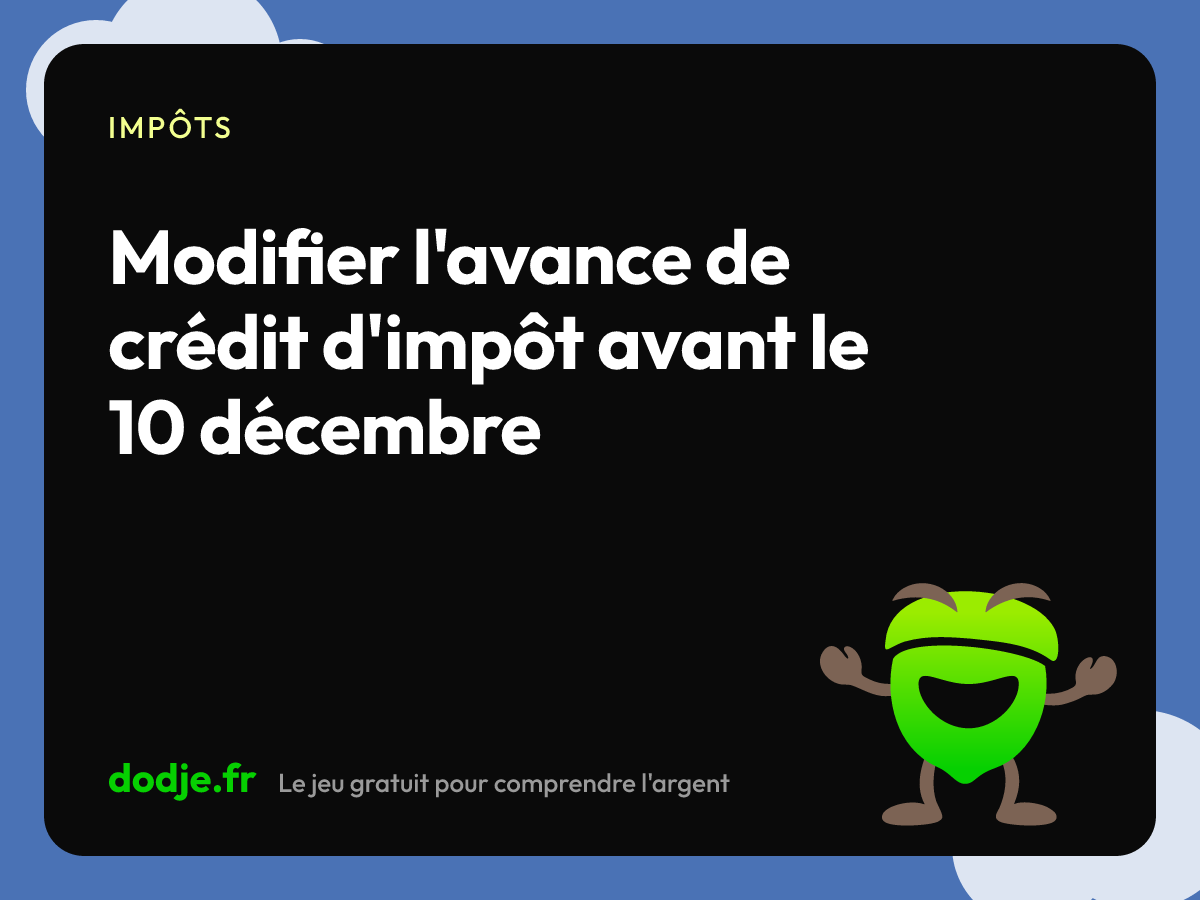 IMPÔTS
Modifier l'avance de
crédit d'impôt avant le
10 décembre
dodje.fr Le jeu gratuit pour comprendre l'argent